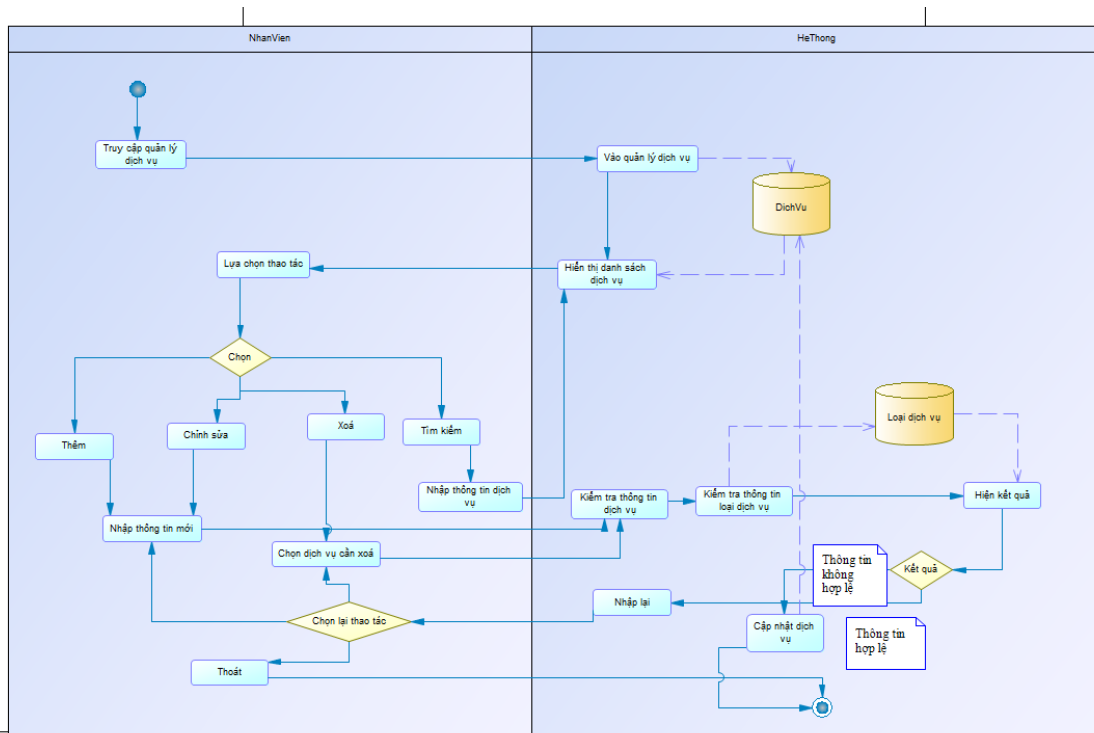 NhanVien
HeThong
Truy cập quản lý
dịch vụ
Vào quản lý dịch vụ
DichVu
Lựa chọn thao tác
Hiển thị danh sách
dịch vụ
Chọn
Loại dịch vụ
Thêm
Chỉnh sửa
Xoá
Tìm kiếm
Nhập thông tin dịch
vụ
Kiểm tra thông tin
dịch vụ
Kiểm tra thông tin
loại dịch vụ
Hiện kết quả
Nhập thông tin mới
Chọn dịch vụ cần xoá
Thông tin
không
hợp lệ
Kết quả
Nhập lại
Chọn lại thao tác
Cập nhật dịch
vụ
Thông tin
hợp lệ
Thoát